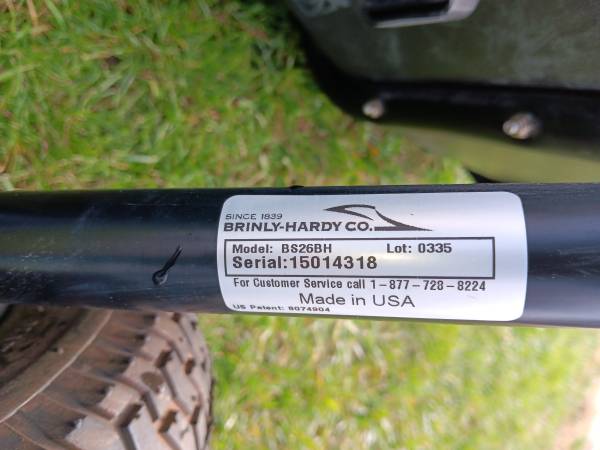 SINCE 1839
BRINLY-HARDY CO.
Model: BS26BH Lot: 0335
Serial:15014318
For Customer Service call 1-877-728-8224
Made in USA
US Patent: 6074904